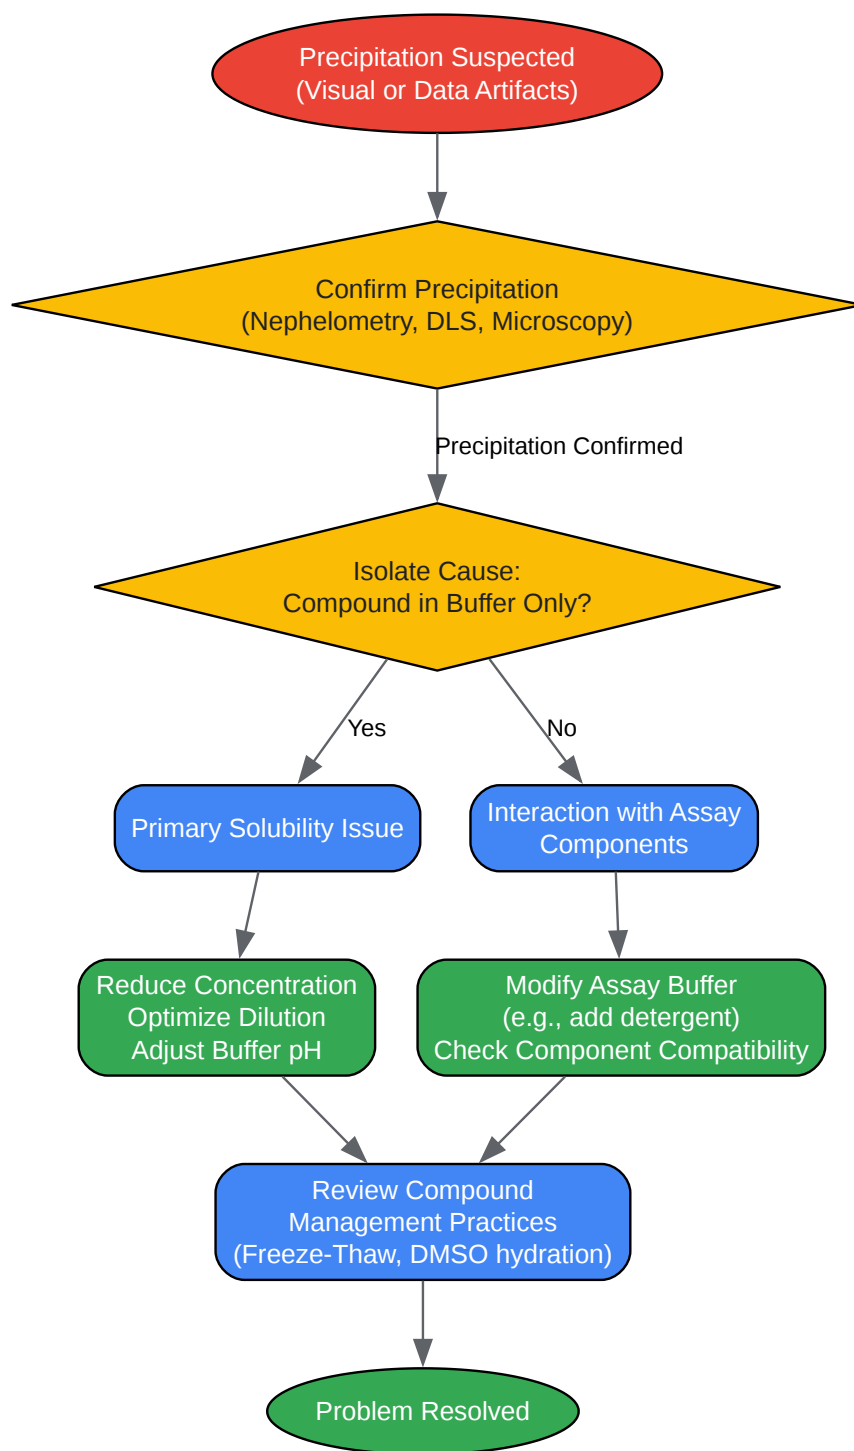 Precipitation Suspected
(Visual or Data Artifacts)
Confirm Precipitation
(Nephelometry, DLS, Microscopy)
Precipitation Confirmed
Isolate Cause:
Compound in Buffer Only?
Yes
No
Primary Solubility Issue
Interaction with Assay
Components
Reduce Concentration
Optimize Dilution
Adjust Buffer pH
Modify Assay Buffer
(e.g., add detergent)
Check Component Compatibility
Review Compound
Management Practices
(Freeze-Thaw, DMSO hydration)
Problem Resolved